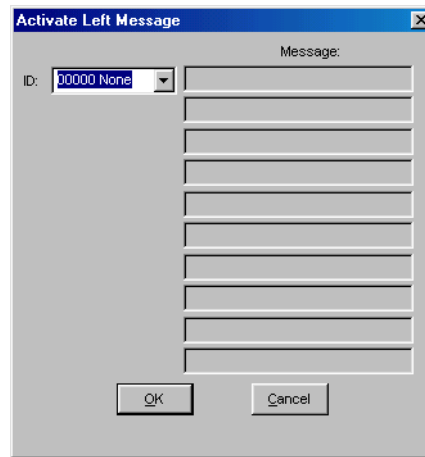 Activate Left Message
Message:
ID: 00000 None
OK
Cancel